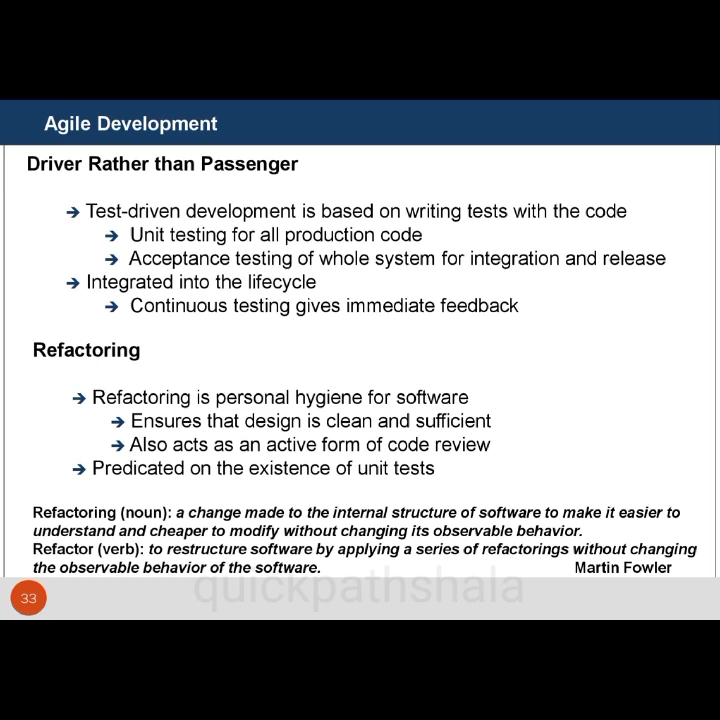 Agile Development
Driver Rather than Passenger
➔ Test-driven development is based on writing tests with the code
➔ Unit testing for all production code
➔ Acceptance testing of whole system for integration and release
➔ Integrated into the lifecycle
➔ Continuous testing gives immediate feedback
Refactoring
➔ Refactoring is personal hygiene for software
➔ Ensures that design is clean and sufficient
➔ Also acts as an active form of code review
➔ Predicated on the existence of unit tests
Refactoring (noun): a change made to the internal structure of software to make it easier to
understand and cheaper to modify without changing its observable behavior.
Refactor (verb): to restructure software by applying a series of refactorings without changing
the observable behavior of the software. Martin Fowler
quickpathshala
33